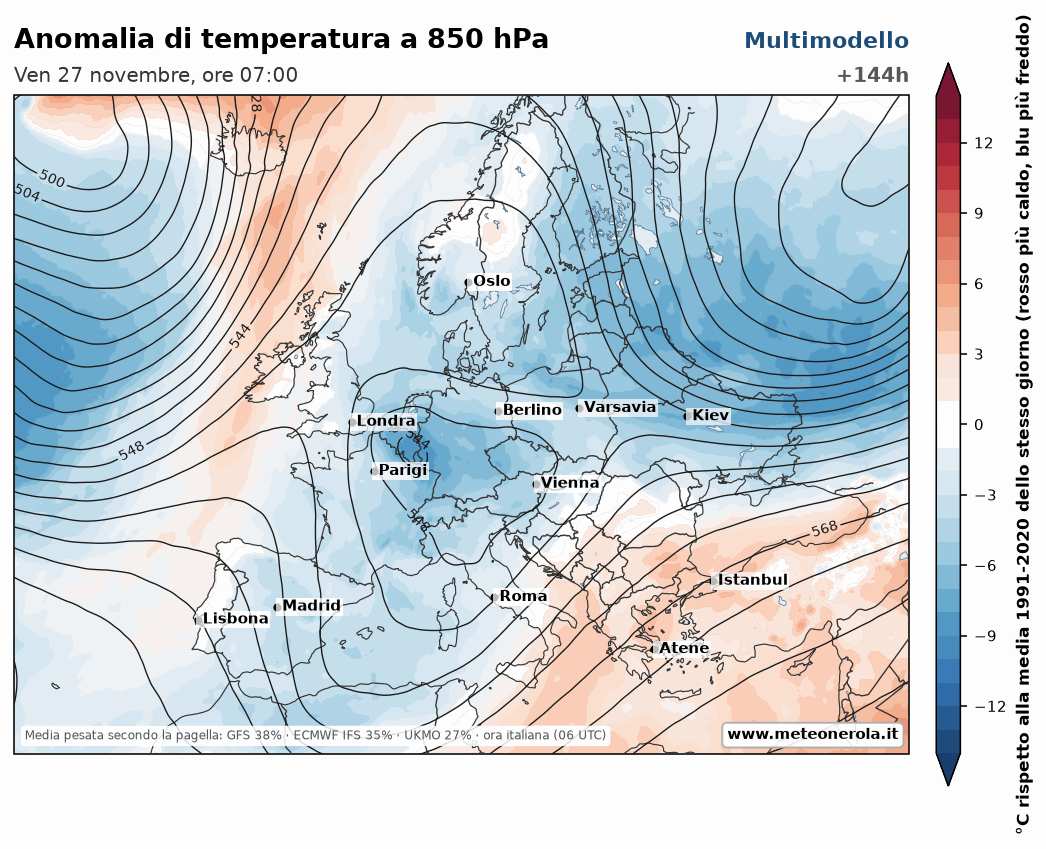 Anomalia di temperatura a 850 hPa
Multimodello
Ven 27 novembre, ore 07:00
+144h
528
500
504
Oslo
544
Berlino
Varsavia
Kiev
Londra
544
548
Parigi
Vienna
548
568
Istanbul
Roma
Madrid
Lisbona
Atene
Media pesata secondo la pagella: GFS 38% · ECMWF IFS 35% · UKMO 27% · ora italiana (06 UTC)
www.meteonerola.it
12
9
6
3
0
−3
−6
−9
−12
°C rispetto alla media 1991-2020 dello stesso giorno (rosso più caldo, blu più freddo)